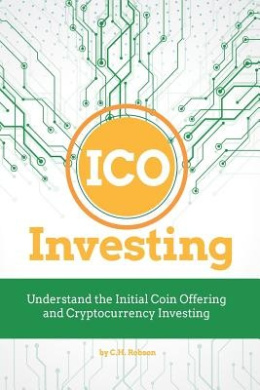 ICO
Investing
Understand the Initial Coin Offering
and Cryptocurrency Investing
by C.H. Robson